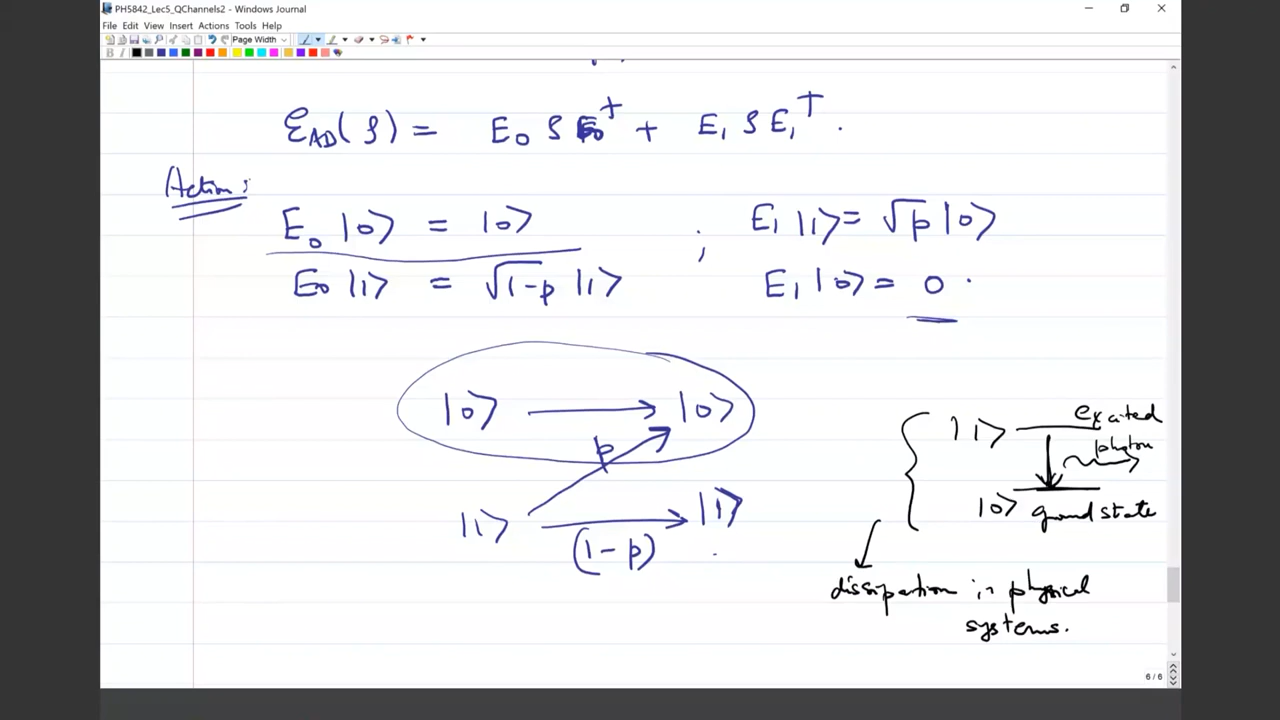 PH5842_Lec5_QChannels2 - Windows Journal
File Edit View Insert Actions Tools Help
Page Width
B I
ℰ_AD(ρ) = E₀ ρ E₀† + E₁ ρ E₁† .
Action:
E₀ |0⟩ = |0⟩ ; E₁ |1⟩ = √p |0⟩
E₀ |1⟩ = √1-p |1⟩ E₁ |0⟩ = 0 .
|0⟩ → |0⟩
p
|1⟩ → |1⟩
(1-p)
|1⟩ excited
photon
|0⟩ ground state
dissipation in physical
systems.
6 / 6